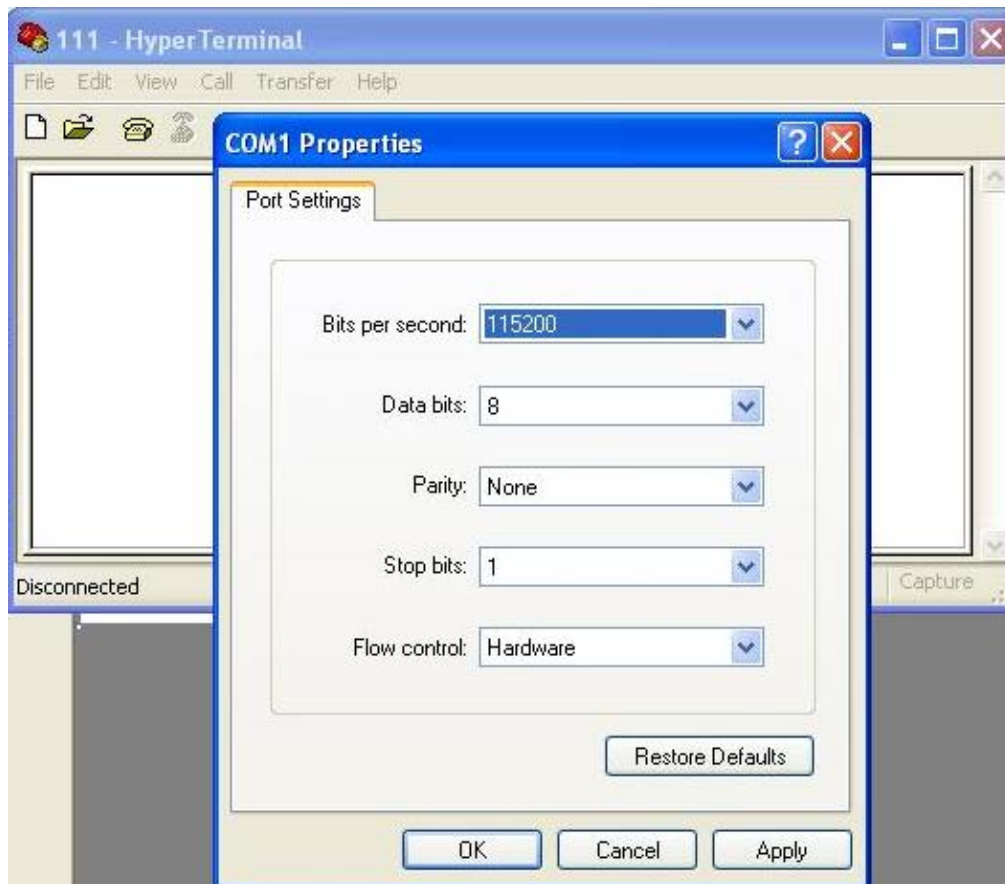 111 - HyperTerminal
File Edit View Call Transfer Help
COM1 Properties
Port Settings
Bits per second: 115200
Data bits: 8
Parity: None
Stop bits: 1
Flow control: Hardware
Restore Defaults
OK Cancel Apply
Disconnected
Capture